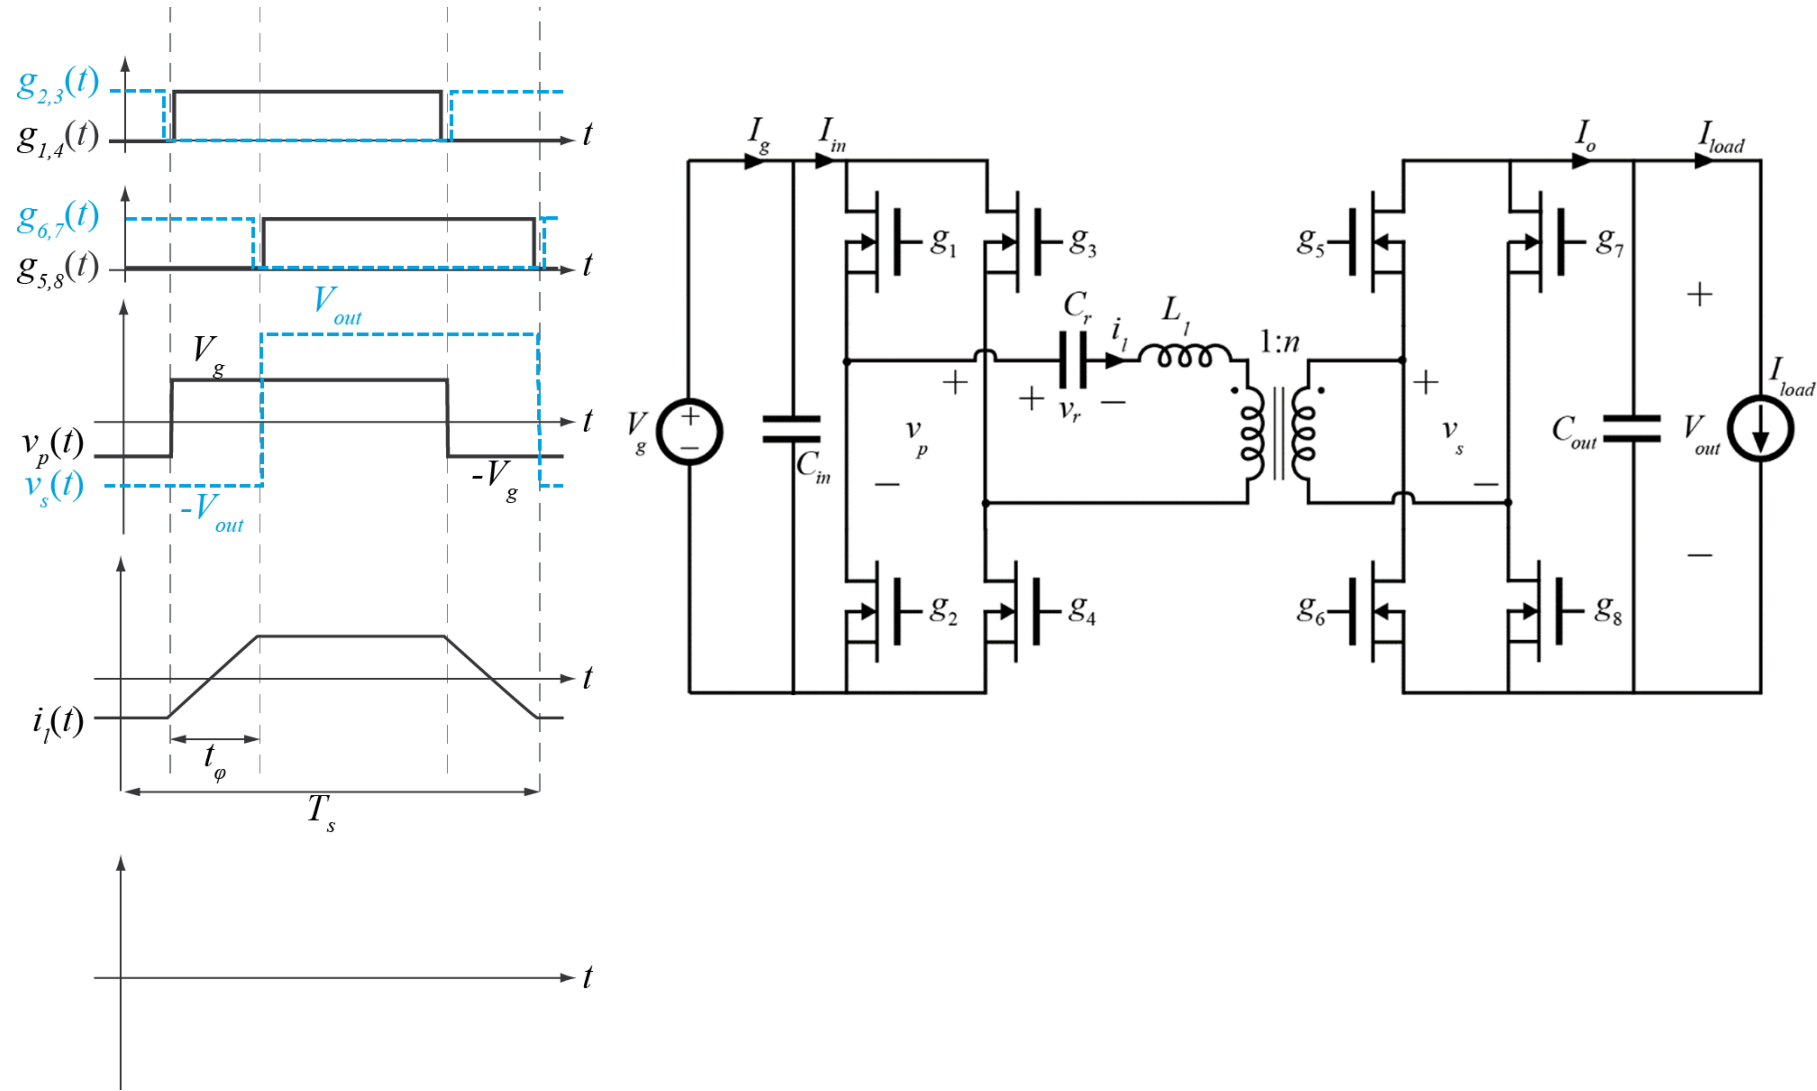 g2,3(t)
g1,4(t)
t
g6,7(t)
g5,8(t)
t
Vout
Vg
vp(t)
t
vs(t)
-Vout
-Vg
il(t)
t
tφ
Ts
t
Ig
Iin
Io
Iload
g1
g3
g5
g7
Cr
il
Ll
1:n
+
+
vr
−
+
+
Iload
Vg
+
−
Cin
vp
−
vs
−
Cout
Vout
−
g2
g4
g6
g8